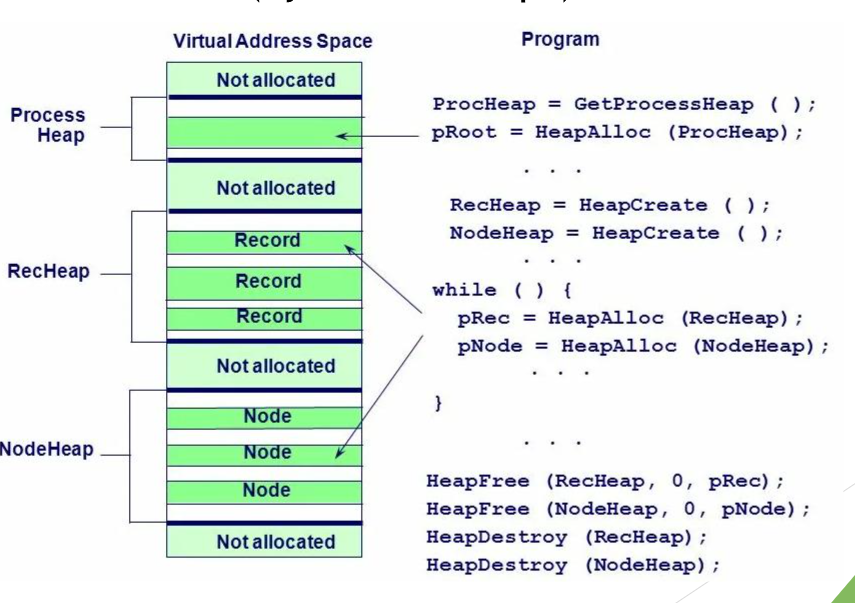 Virtual Address Space
Not allocated
Process
Heap
Not allocated
RecHeap
Record
Record
Record
Not allocated
NodeHeap
Node
Node
Node
Not allocated
Program
ProcHeap = GetProcessHeap ( );
pRoot = HeapAlloc (ProcHeap);
. . .
RecHeap = HeapCreate ( );
NodeHeap = HeapCreate ( );
. . .
while ( ) {
pRec = HeapAlloc (RecHeap);
pNode = HeapAlloc (NodeHeap);
. . .
}
. . .
HeapFree (RecHeap, 0, pRec);
HeapFree (NodeHeap, 0, pNode);
HeapDestroy (RecHeap);
HeapDestroy (NodeHeap);